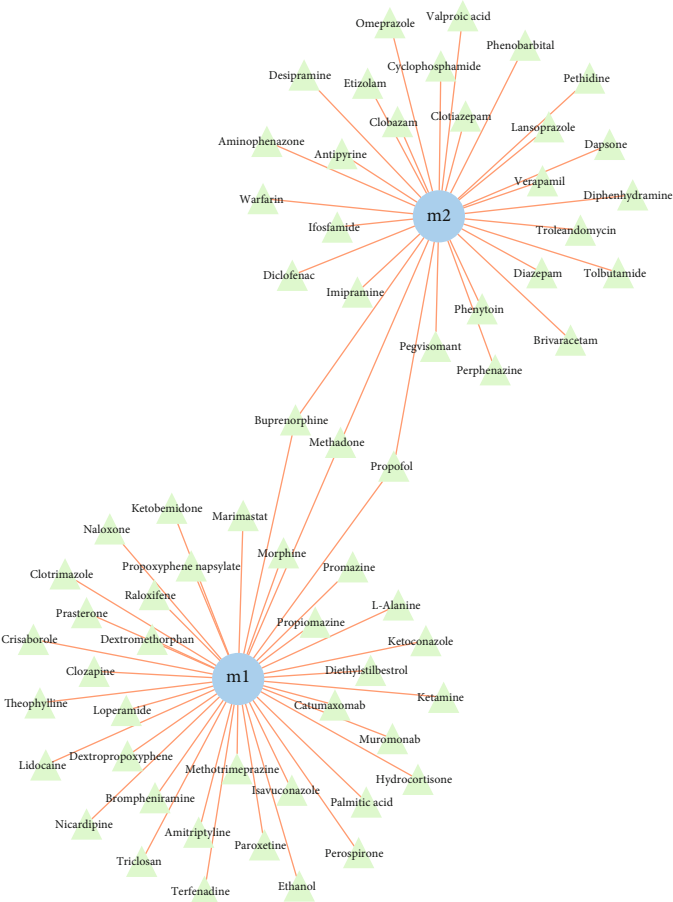 Valproic acid
Omeprazole
Phenobarbital
Cyclophosphamide
Desipramine
Etizolam
Pethidine
Clotiazepam
Clobazam
Lansoprazole
Aminophenazone
Dapsone
Antipyrine
Verapamil
Diphenhydramine
Warfarin
m2
Ifosfamide
Troleandomycin
Diclofenac
Diazepam
Tolbutamide
Imipramine
Phenytoin
Pegvisomant
Brivaracetam
Perphenazine
Buprenorphine
Methadone
Propofol
Ketobemidone
Marimastat
Naloxone
Morphine
Propoxyphene napsylate
Promazine
Clotrimazole
Raloxifene
L-Alanine
Prasterone
Propiomazine
Crisaborole
Dextromethorphan
Ketoconazole
Clozapine
Diethylstilbestrol
m1
Ketamine
Theophylline
Catumaxomab
Loperamide
Muromonab
Dextropropoxyphene
Lidocaine
Methotrimeprazine
Hydrocortisone
Isavuconazole
Brompheniramine
Palmitic acid
Nicardipine
Amitriptyline
Paroxetine
Perospirone
Triclosan
Ethanol
Terfenadine